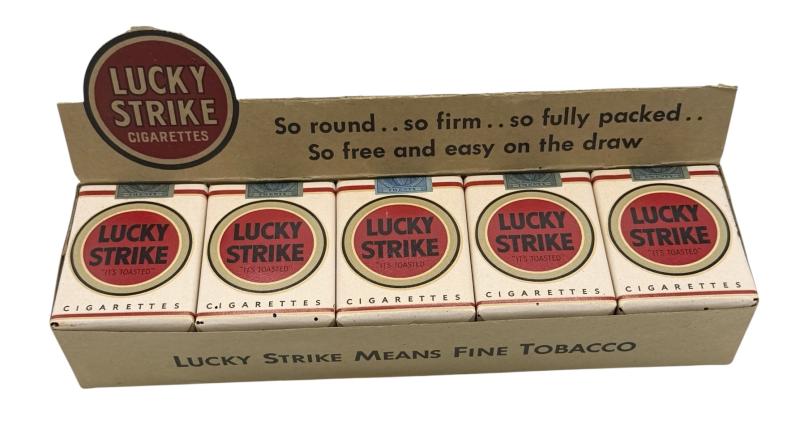 LUCKY
STRIKE
CIGARETTES
So round..so firm..so fully packed..
So free and easy on the draw
LUCKY
STRIKE
"IT'S TOASTED"
CIGARETTES
LUCKY
STRIKE
"IT'S TOASTED"
CIGARETTES
LUCKY
STRIKE
"IT'S TOASTED"
CIGARETTES
LUCKY
STRIKE
"IT'S TOASTED"
CIGARETTES
LUCKY
STRIKE
"IT'S TOASTED"
CIGARETTES
LUCKY STRIKE MEANS FINE TOBACCO